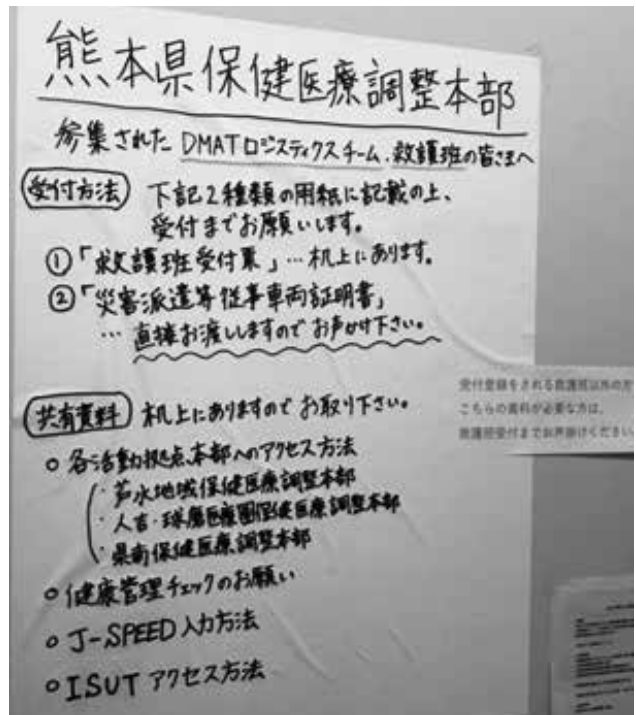 熊本県保健医療調整本部
参集された DMATロジスティクスチーム、救護班の皆さまへ
受付方法 下記2種類の用紙に記載の上、
受付までお願いします。
①「救護班受付票」…机上にあります。
②「災害派遣等従事車両証明書」
…直接お渡ししますのでお声かけ下さい。
共有資料 机上にありますのでお取り下さい。
○各活動拠点本部へのアクセス方法
・芦水地域保健医療調整本部
・人吉・球磨医療圏保健医療調整本部
・県南保健医療調整本部
○健康管理チェックのお願い
○J-SPEED入力方法
○ISUT アクセス方法
受付登録をされる救護班以外の方
こちらの資料が必要な方は、
救護班受付までお声掛けください。